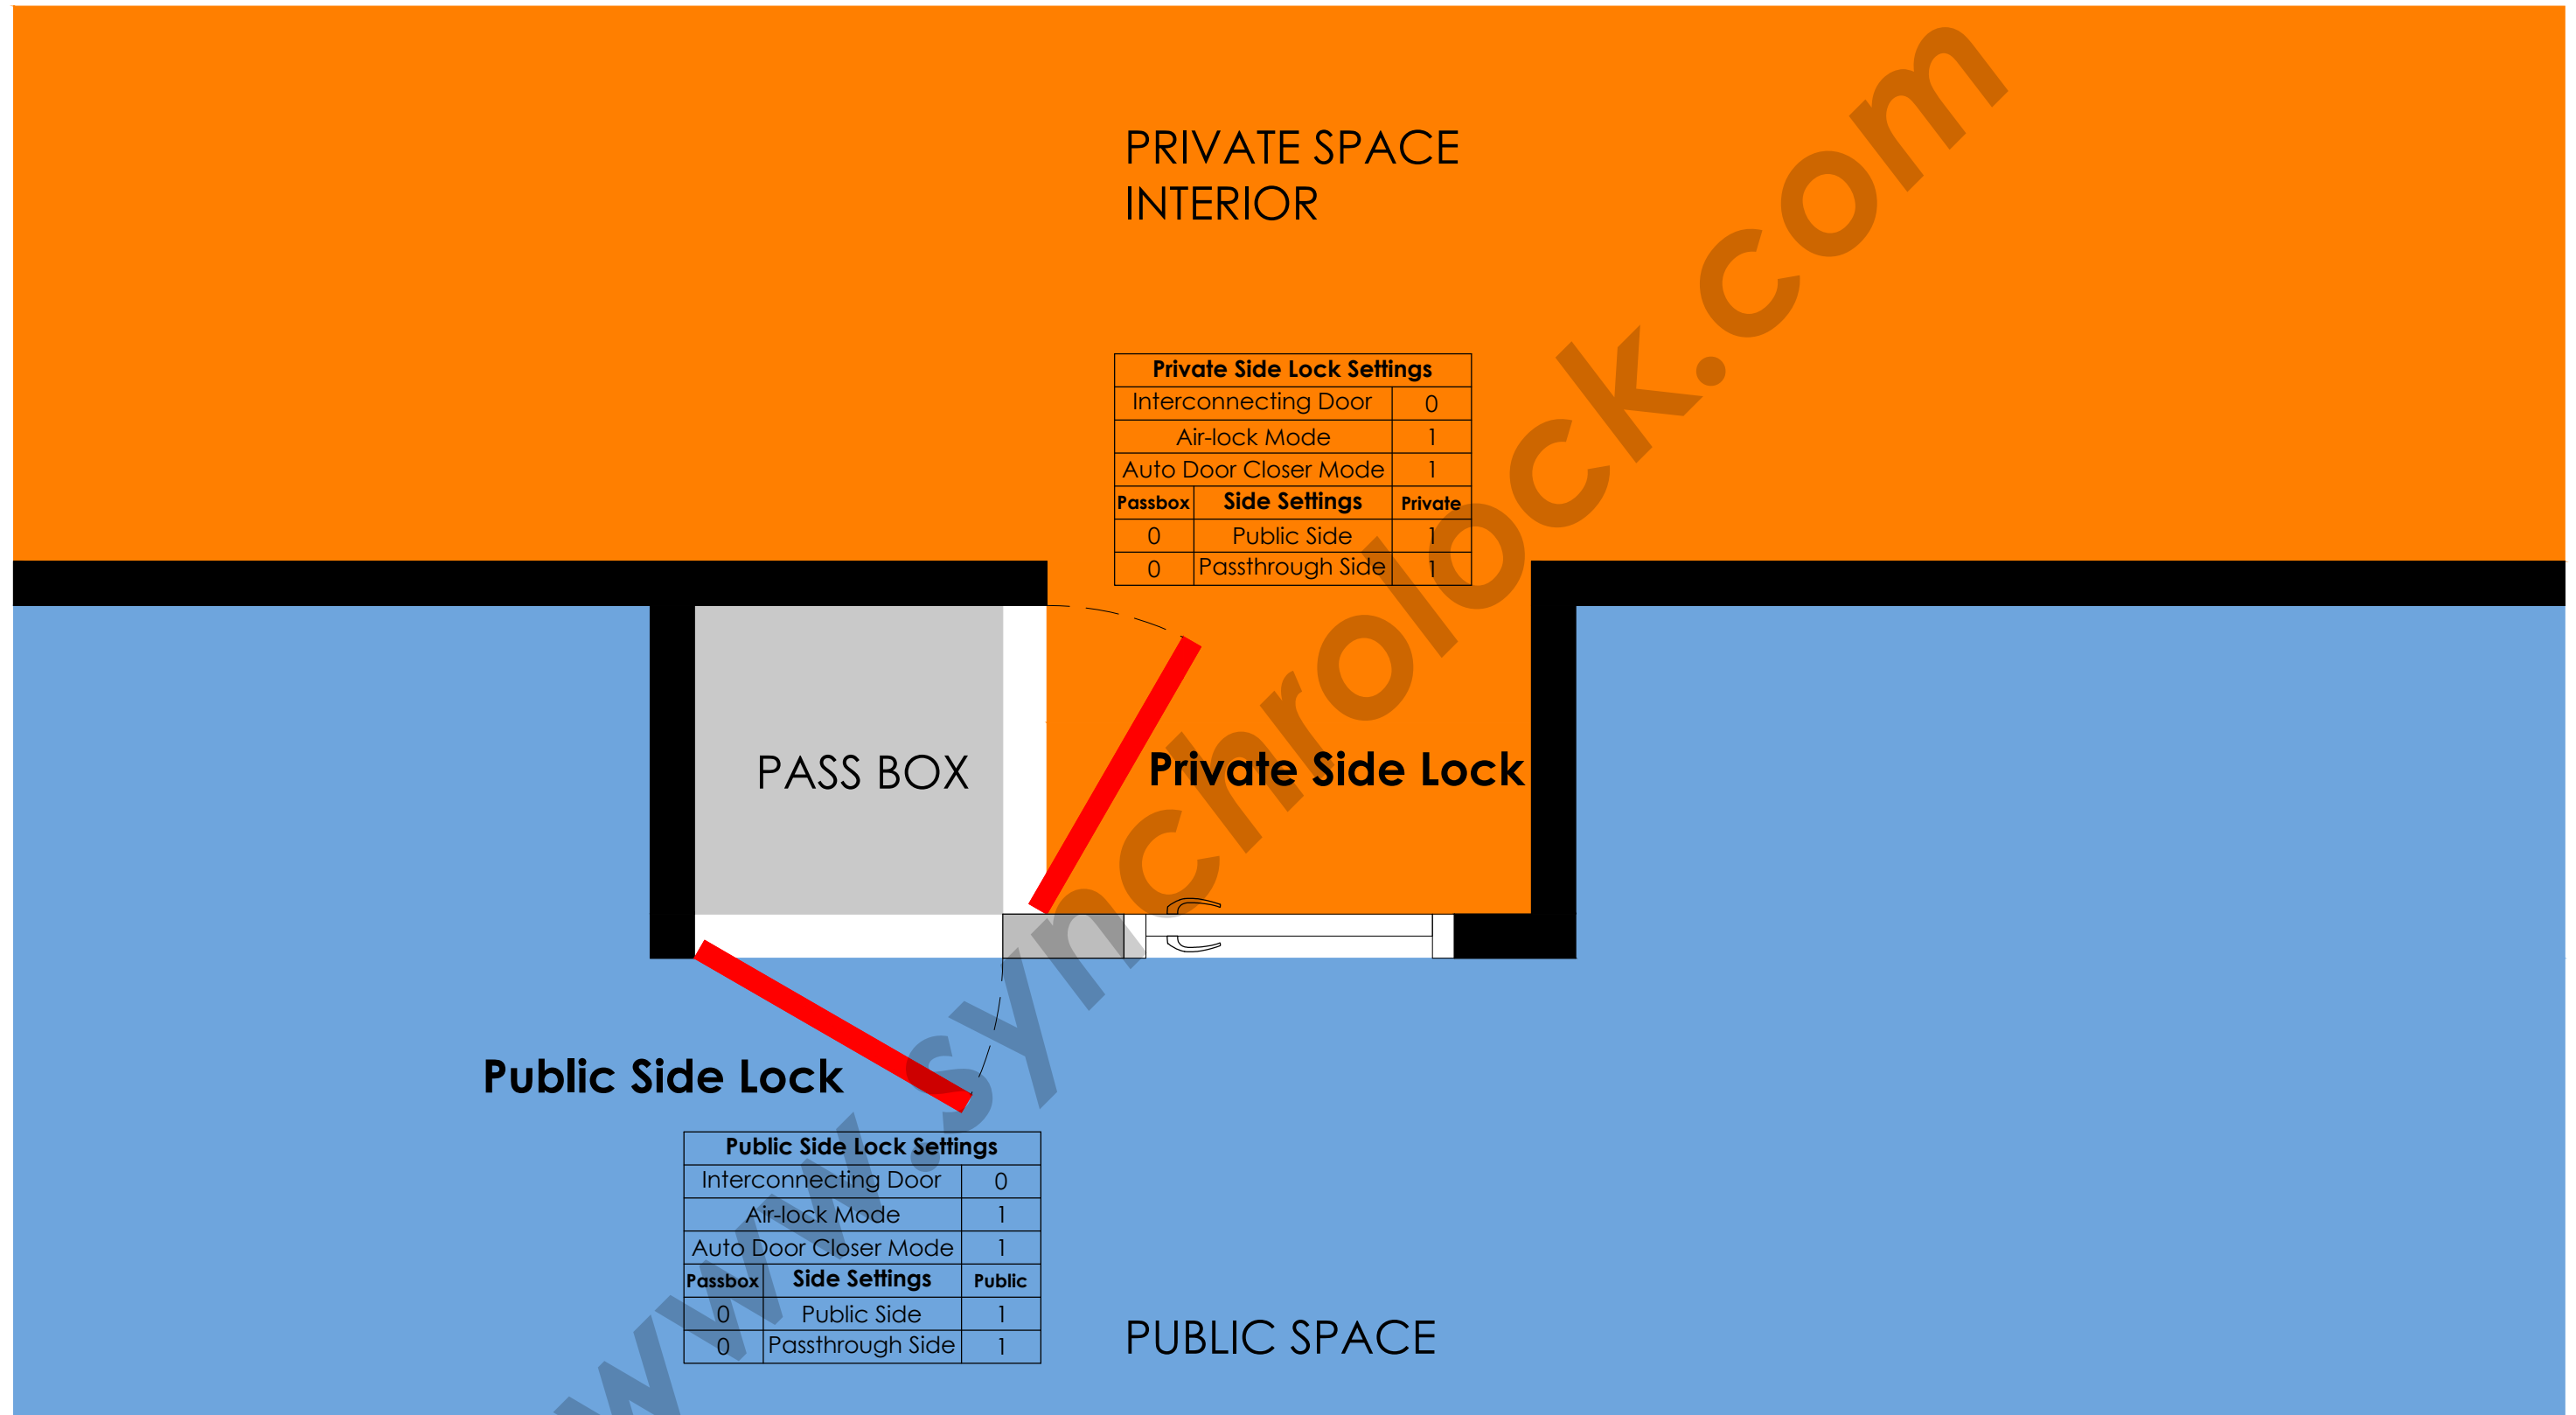 PRIVATE SPACE
INTERIOR
Private Side Lock Settings
Interconnecting Door 0
Air-lock Mode 1
Auto Door Closer Mode 1
Passbox Side Settings Private
0 Public Side 1
0 Passthrough Side 1
PASS BOX
Private Side Lock
Public Side Lock
Public Side Lock Settings
Interconnecting Door 0
Air-lock Mode 1
Auto Door Closer Mode 1
Passbox Side Settings Public
0 Public Side 1
0 Passthrough Side 1
PUBLIC SPACE
www.synchrolock.com